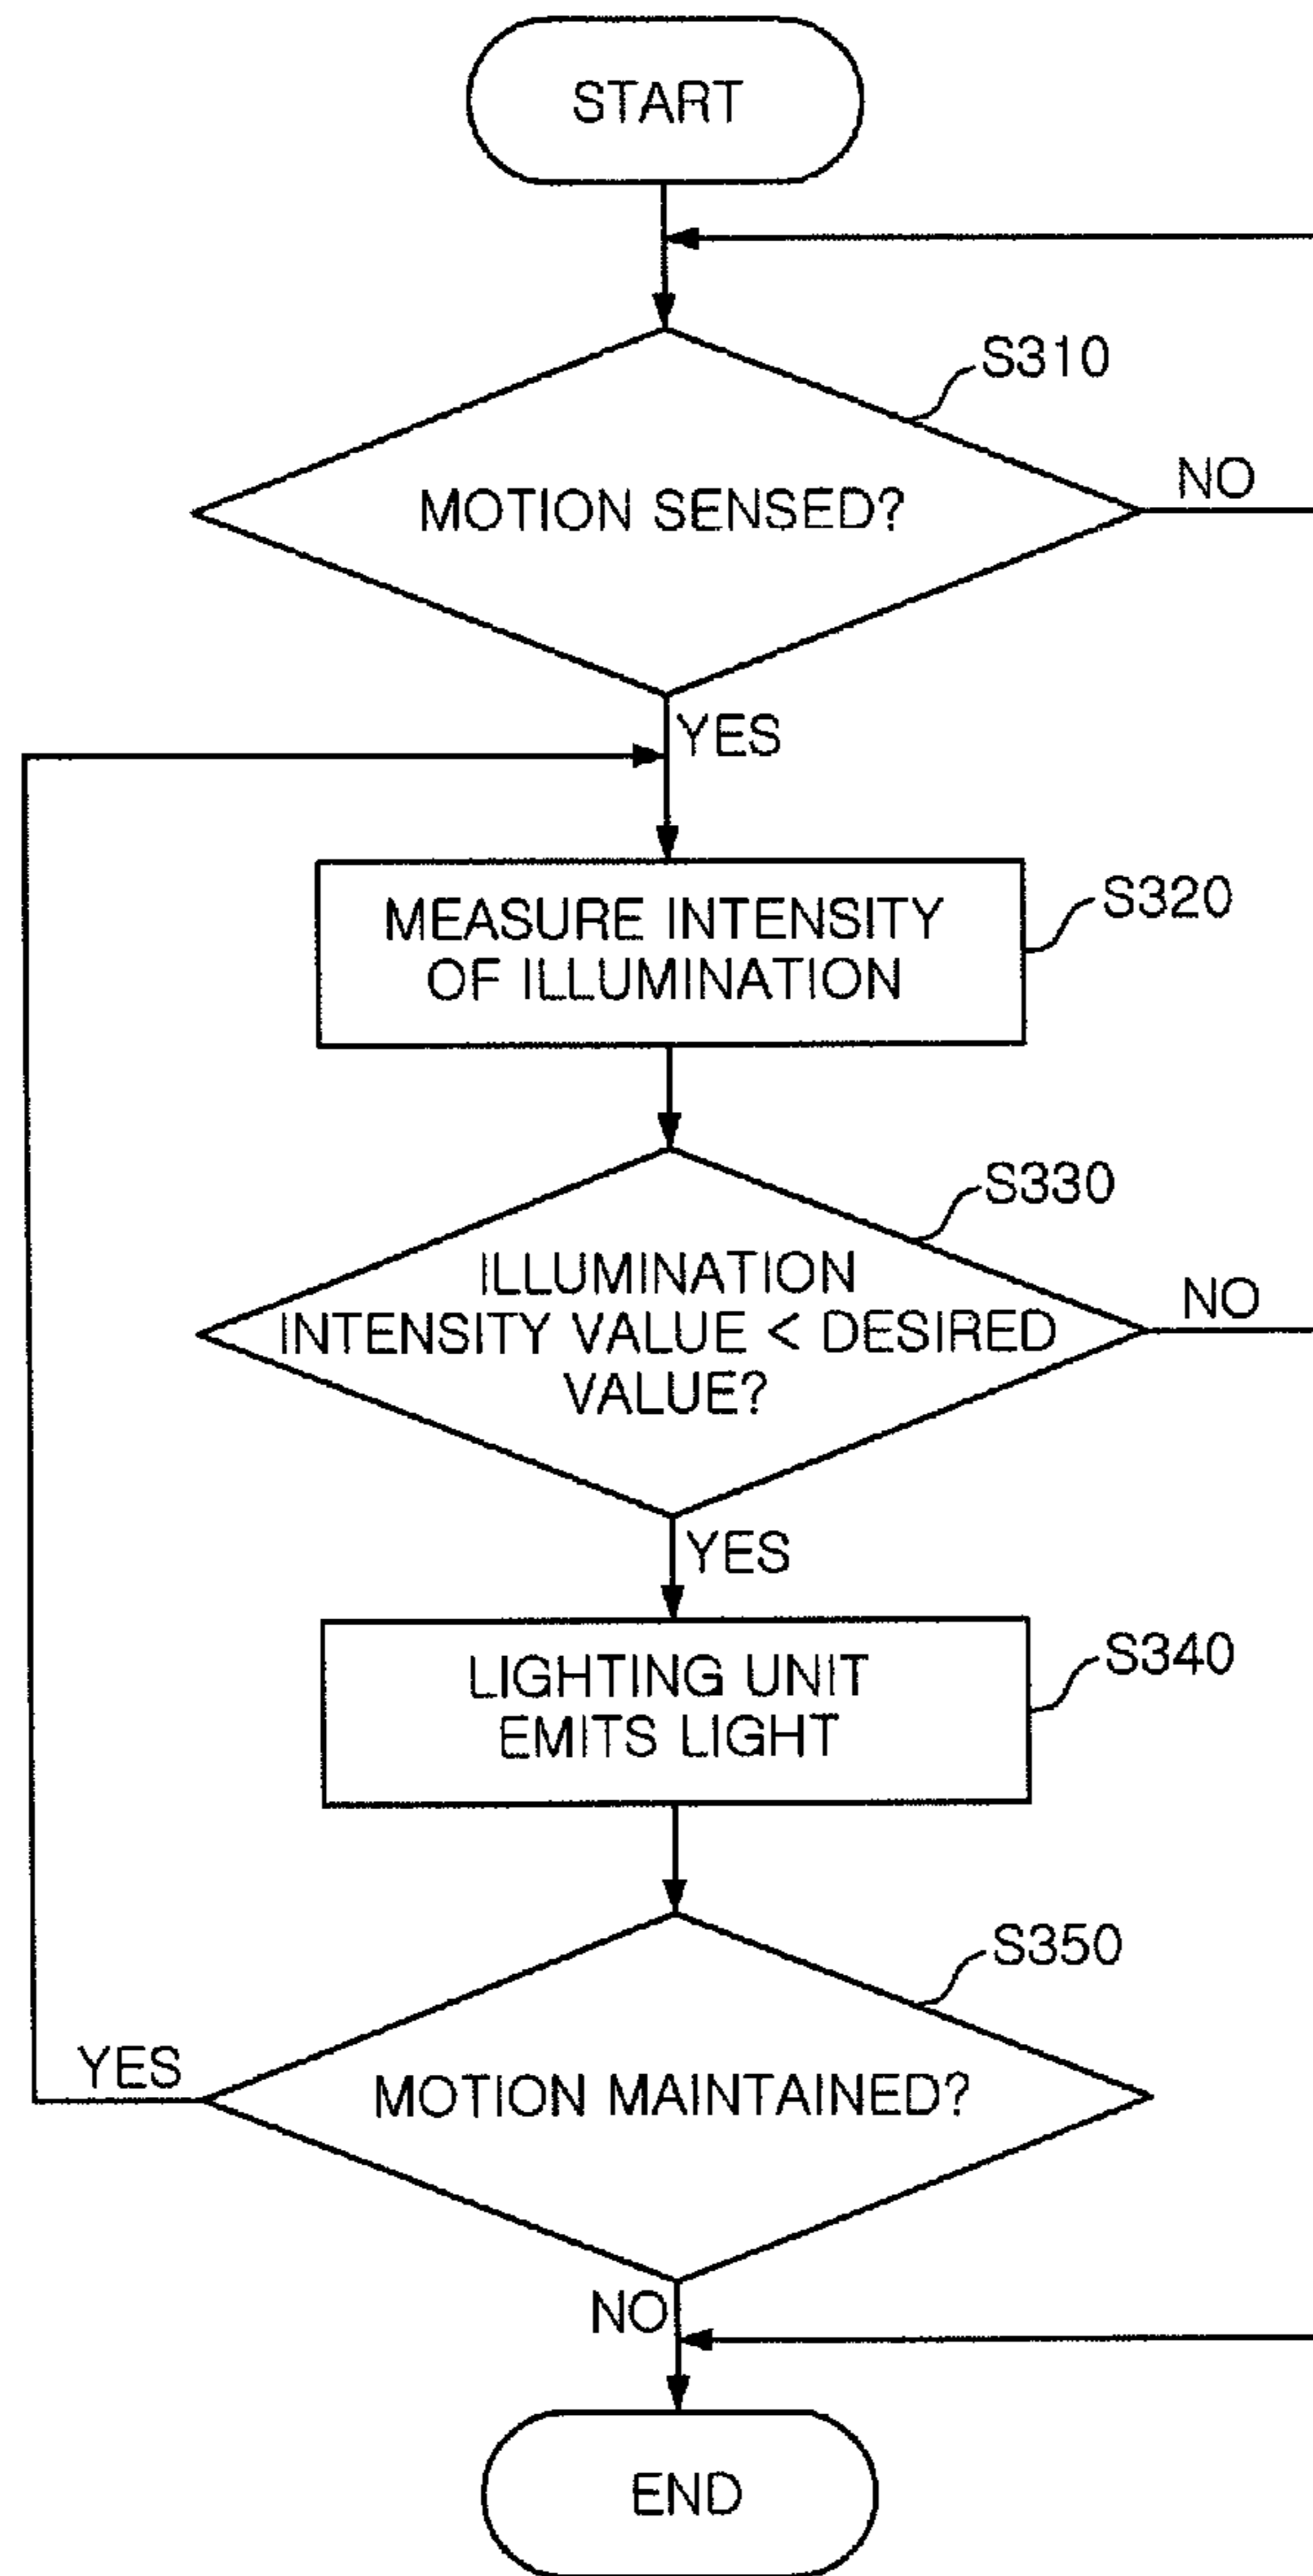 START
S310
MOTION SENSED?
NO
YES
MEASURE INTENSITY
OF ILLUMINATION
S320
S330
ILLUMINATION
INTENSITY VALUE < DESIRED
VALUE?
NO
YES
LIGHTING UNIT
EMITS LIGHT
S340
S350
YES
MOTION MAINTAINED?
NO
END